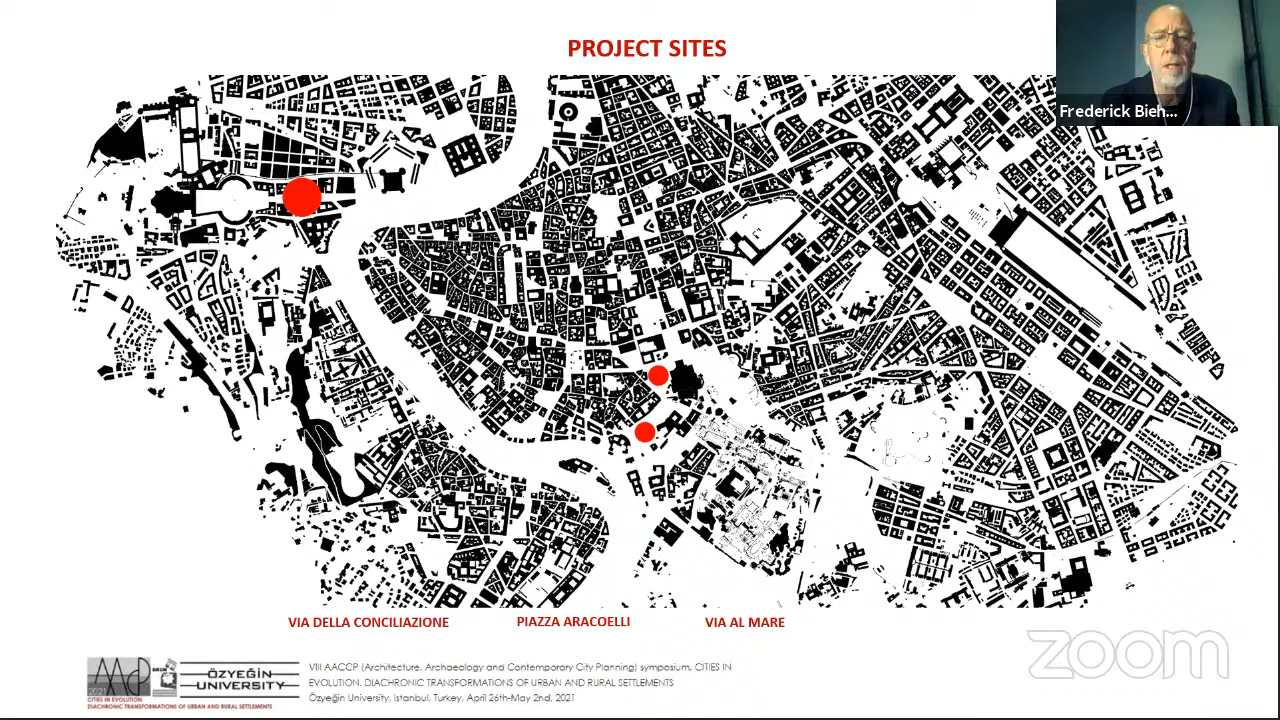 PROJECT SITES
Frederick Bieh...
VIA DELLA CONCILIAZIONE
PIAZZA ARACOELLI
VIA AL MARE
AACCP
2021
CITIES IN EVOLUTION
DIACHRONIC TRANSFORMATIONS OF URBAN AND RURAL SETTLEMENTS
ÖZYEĞİN
UNIVERSITY
VIII AACCP (Architecture, Archaeology and Contemporary City Planning) symposium, CITIES IN
EVOLUTION. DIACHRONIC TRANSFORMATIONS OF URBAN AND RURAL SETTLEMENTS
Özyeğin University, Istanbul, Turkey, April 26th-May 2nd, 2021
zoom